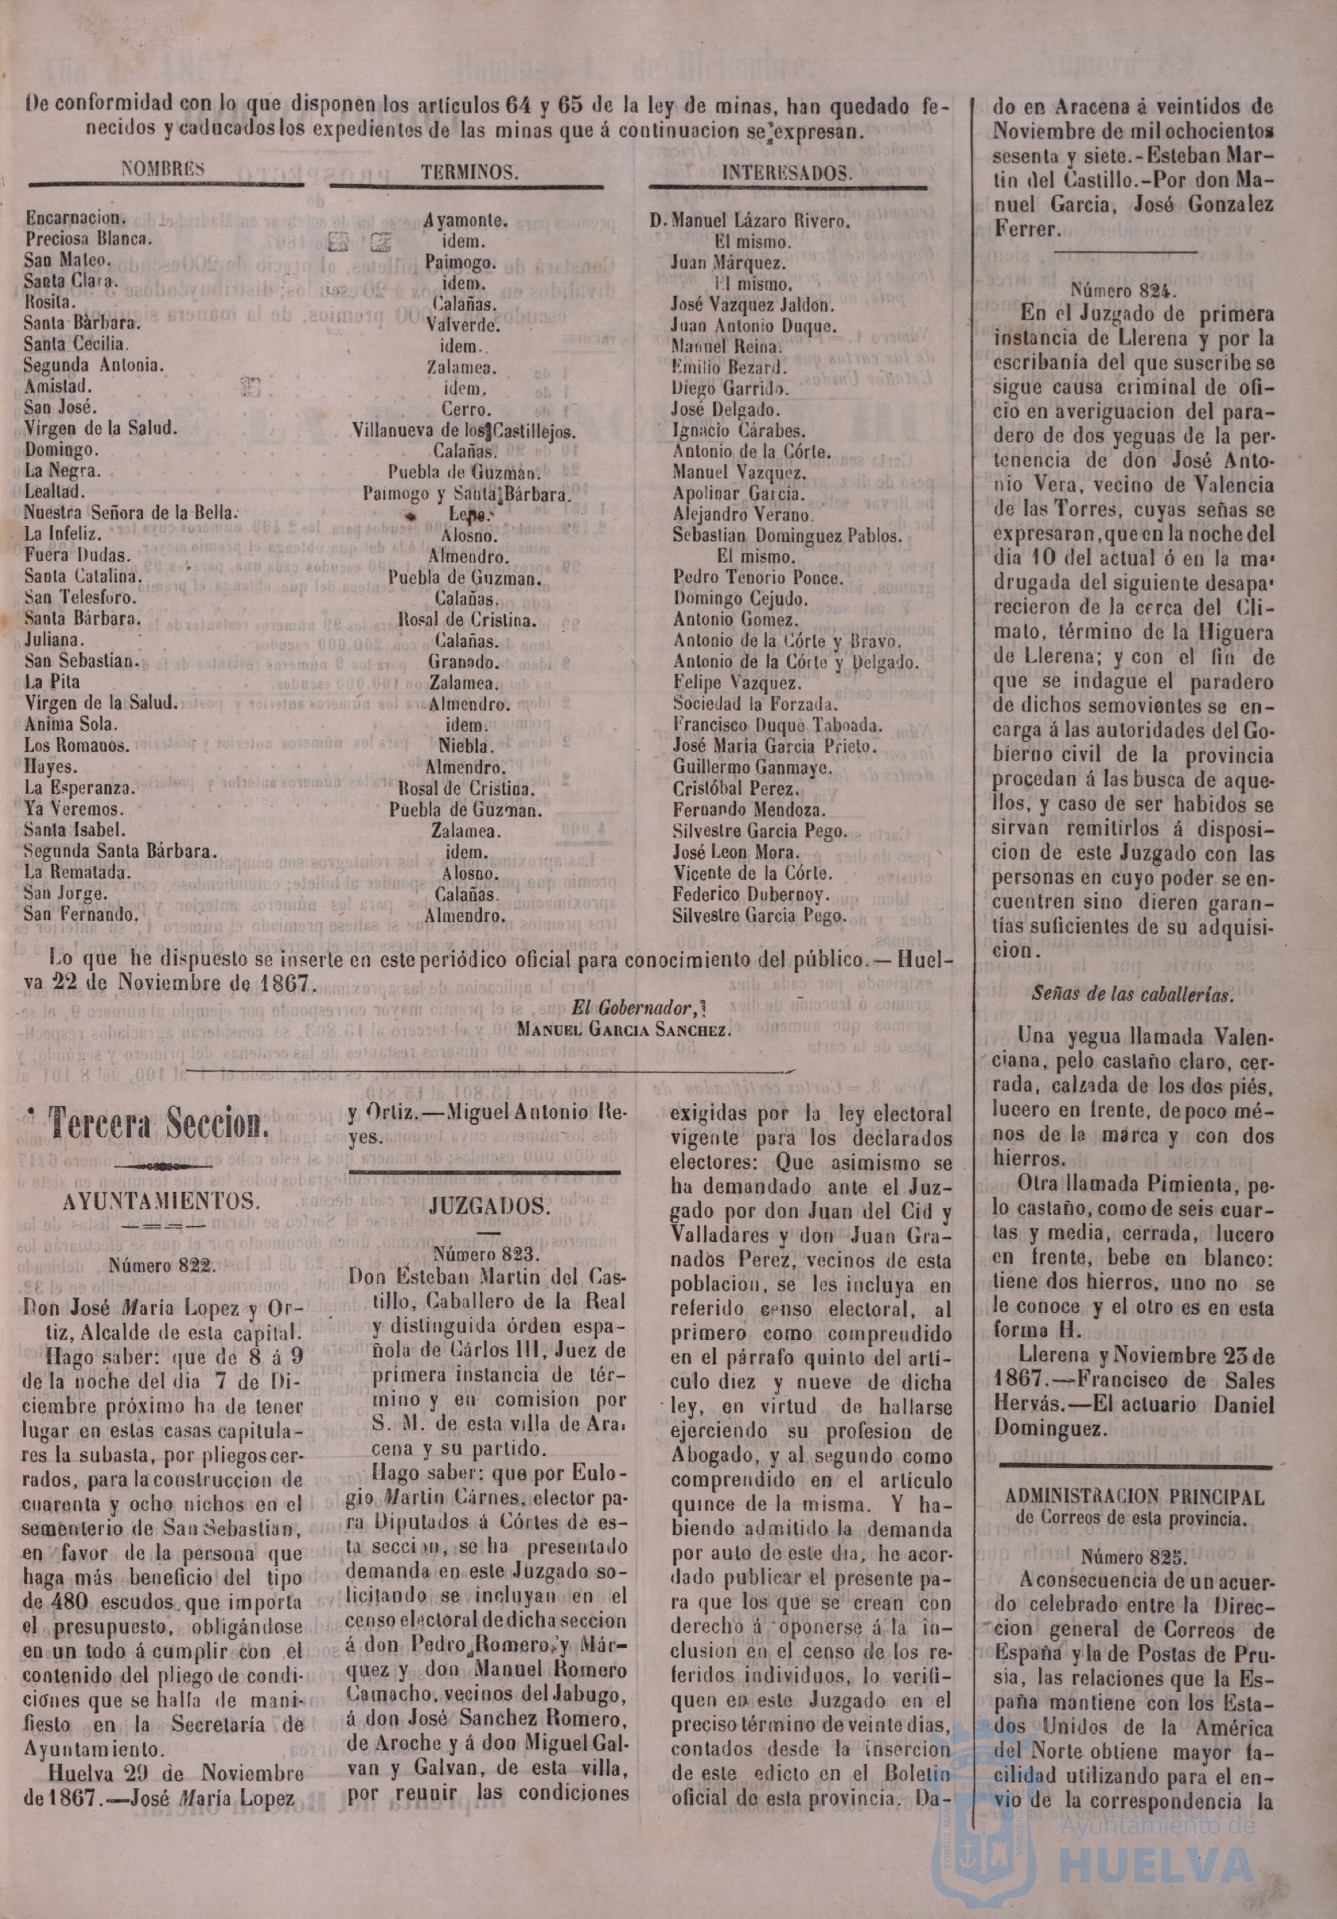 De conformidad con lo que disponen los artículos 64 y 65 de la ley de minas, han quedado fe-
necidos y caducados los expedientes de las minas que á continuacion se expresan.
NOMBRES TERMINOS. INTERESADOS.
Encarnacion. Ayamonte. D. Manuel Lázaro Rivero.
Preciosa Blanca. idem. El mismo.
San Mateo. Paimogo. Juan Márquez.
Santa Clara. idem. El mismo.
Rosita. Calañas. José Vazquez Jaldon.
Santa Bàrbara. Valverde. Juan Antonio Duque.
Santa Cecilia. idem. Manuel Reina.
Segunda Antonia. Zalamea. Emilio Bezard.
Amistad. idem. Diego Garrido.
San José. Cerro. José Delgado.
Virgen de la Salud. Villanueva de los Castillejos. Ignacio Cárabes.
Domingo. Calañas. Antonio de la Córte.
La Negra. Puebla de Guzmàn. Manuel Vazquez.
Lealtad. Paimogo y Santa Bárbara. Apolinar Garcia.
Nuestra Señora de la Bella. Lepe. Alejandro Verano.
La Infeliz. Alosno. Sebastian Dominguez Pablos.
Fuera Dudas. Almendro. El mismo.
Santa Catalina. Puebla de Guzman. Pedro Tenorio Ponce.
San Telesforo. Calañas. Domingo Cejudo.
Santa Bárbara. Rosal de Cristina. Antonio Gomez.
Juliana. Calañas. Antonio de la Córte y Bravo.
San Sebastian. Granado. Antonio de la Córte y Delgado.
La Pita Zalamea. Felipe Vazquez.
Virgen de la Salud. Almendro. Sociedad la Forzada.
Anima Sola. idem. Francisco Duque Taboada.
Los Romanos. Niebla. José Maria Garcia Prieto.
Hayes. Almendro. Guillermo Ganmaye.
La Esperanza. Rosal de Cristina. Cristóbal Perez.
Ya Veremos. Puebla de Guzman. Fernando Mendoza.
Santa Isabel. Zalamea. Silvestre Garcia Pego.
Segunda Santa Bárbara. idem. José Leon Mora.
La Rematada. Alosno. Vicente de la Córte.
San Jorge. Calañas. Federico Dubernoy.
San Fernando. Almendro. Silvestre Garcia Pego.
Lo que he dispuesto se inserte en este periódico oficial para conocimiento del público.—Huel-
va 22 de Noviembre de 1867.
El Gobernador,
MANUEL GARCIA SANCHEZ.
Tercera Seccion.
AYUNTAMIENTOS.
Número 822.
Don José María Lopez y Or-
tiz, Alcalde de esta capital.
Hago saber: que de 8 á 9
de la noche del dia 7 de Di-
ciembre próximo ha de tener
lugar en estas casas capitula-
res la subasta, por pliegos cer-
rados, para la construccion de
cuarenta y ocho nichos en el
sementerio de San Sebastian,
en favor de la persona que
haga más beneficio del tipo
de 480 escudos que importa
el presupuesto, obligándose
en un todo á cumplir con el
contenido del pliego de condi-
ciones que se halla de mani-
fiesto en la Secretaría de
Ayuntamiento.
Huelva 29 de Noviembre
de 1867.—José María Lopez
y Ortiz.—Miguel Antonio Re-
yes.
JUZGADOS.
Número 823.
Don Esteban Martin del Cas-
tillo, Caballero de la Real
y distinguida órden espa-
ñola de Cárlos III, Juez de
primera instancia de tér-
mino y en comision por
S. M. de esta villa de Ara-
cena y su partido.
Hago saber: que por Eulo-
gio Martin Cárnes, elector pa-
ra Diputados á Córtes de es-
ta seccion, se ha presentado
demanda en este Juzgado so-
licitando se incluyan en el
censo electoral de dicha seccion
á don Pedro Romero y Már-
quez y don Manuel Romero
Camacho, vecinos del Jabugo,
á don José Sanchez Romero,
de Aroche y á don Miguel Gal-
van y Galvan, de esta villa,
por reunir las condiciones
exigidas por la ley electoral
vigente para los declarados
electores: Que asimismo se
ha demandado ante el Juz-
gado por don Juan del Cid y
Valladares y don Juan Gra-
nados Perez, vecinos de esta
poblacion, se les incluya en
referido censo electoral, al
primero como comprendido
en el párrafo quinto del artí-
culo diez y nueve de dicha
ley, en virtud de hallarse
ejerciendo su profesion de
Abogado, y al segundo como
comprendido en el artículo
quince de la misma. Y ha-
biendo admitido la demanda
por auto de este dia, he acor-
dado publicar el presente pa-
ra que los que se crean con
derecho á oponerse á la in-
clusion en el censo de los re-
feridos individuos, lo verifi-
quen en este Juzgado en el
preciso término de veinte dias,
contados desde la insercion
de este edicto en el Boletin
oficial de esta provincia. Da-
do en Aracena á veintidos de
Noviembre de mil ochocientos
sesenta y siete.-Esteban Mar-
tin del Castillo.-Por don Ma-
nuel Garcia, José Gonzalez
Ferrer.
Número 824.
En el Juzgado de primera
instancia de Llerena y por la
escribanía del que suscribe se
sigue causa criminal de ofi-
cio en averiguacion del para-
dero de dos yeguas de la per-
tenencia de don José Anto-
nio Vera, vecino de Valencia
de las Torres, cuyas señas se
expresaran, que en la noche del
dia 10 del actual ó en la ma-
drugada del siguiente desapa-
recieron de la cerca del Cli-
mato, término de la Higuera
de Llerena; y con el fin de
que se indague el paradero
de dichos semovientes se en-
carga á las autoridades del Go-
bierno civil de la provincia
procedan á las busca de aque-
llos, y caso de ser habidos se
sirvan remitirlos á disposi-
cion de este Juzgado con las
personas en cuyo poder se en-
cuentren sino dieren garan-
tías suficientes de su adquisi-
cion.
Señas de las caballerías.
Una yegua llamada Valen-
ciana, pelo castaño claro, cer-
rada, calzada de los dos piés,
lucero en frente, de poco mé-
nos de la marca y con dos
hierros.
Otra llamada Pimienta, pe-
lo castaño, como de seis cuar-
tas y media, cerrada, lucero
en frente, bebe en blanco:
tiene dos hierros, uno no se
le conoce y el otro es en esta
forma H.
Llerena y Noviembre 23 de
1867.—Francisco de Sales
Hervás.—El actuario Daniel
Dominguez.
ADMINISTRACION PRINCIPAL
de Correos de esta provincia.
Número 825.
A consecuencia de un acuer-
do celebrado entre la Direc-
cion general de Correos de
España y la de Postas de Pru-
sia, las relaciones que la Es-
paña mantiene con los Esta-
dos Unidos de la América
del Norte obtiene mayor fa-
cilidad utilizando para el en-
vio de la correspondencia la
Ayuntamiento de
HUELVA